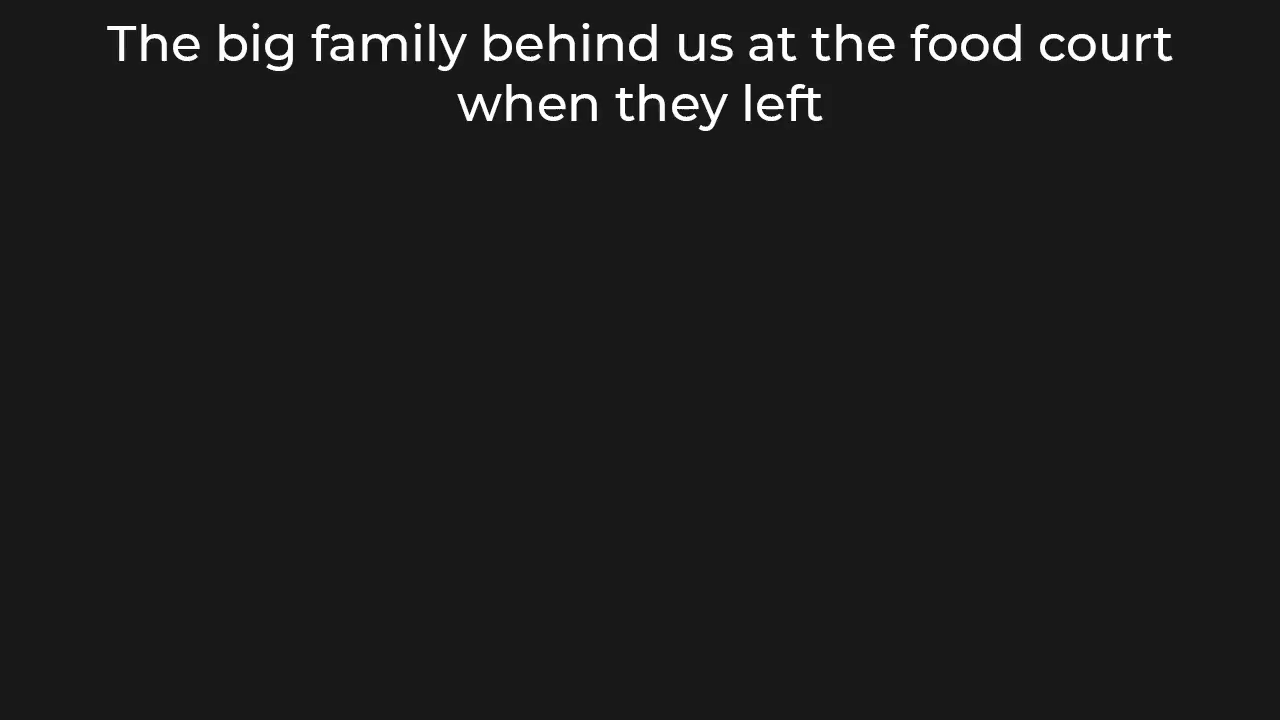 The big family behind us at the food court
when they left